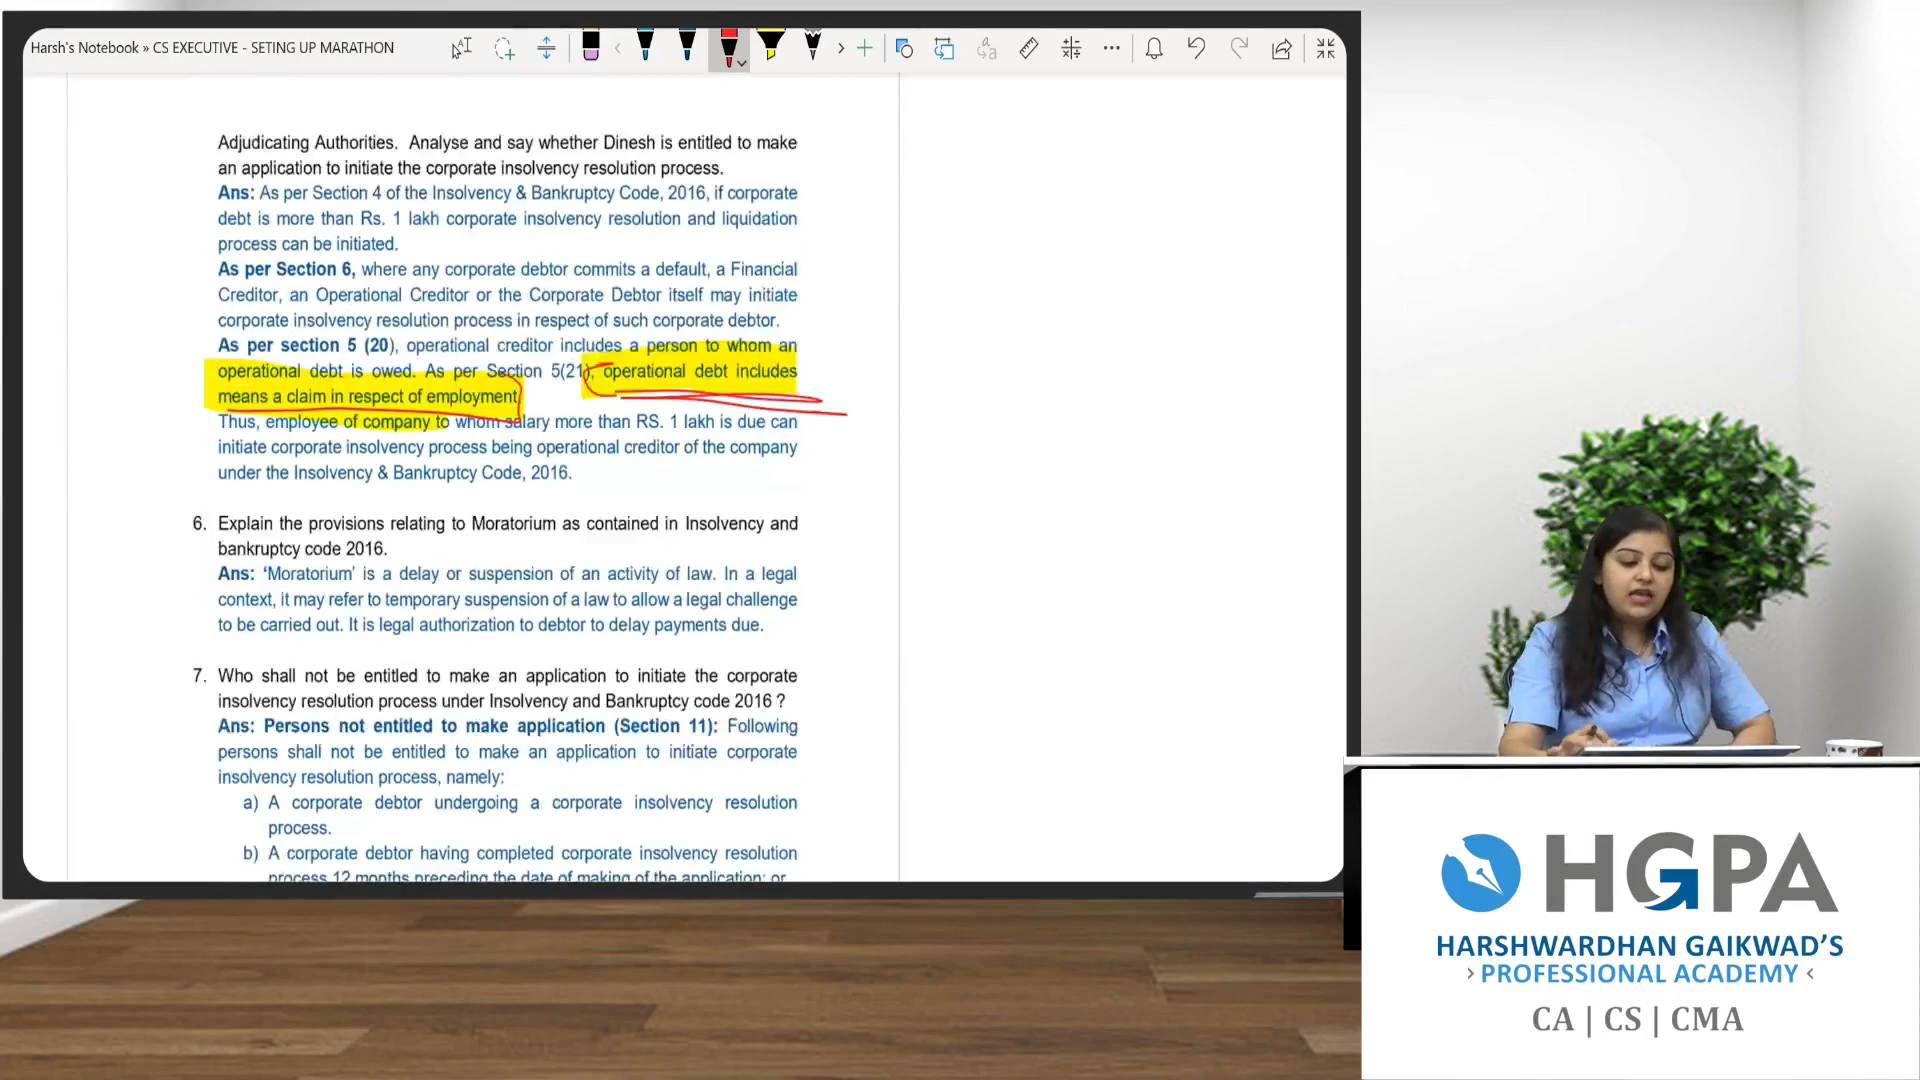 Harsh's Notebook » CS EXECUTIVE - SETING UP MARATHON
Adjudicating Authorities. Analyse and say whether Dinesh is entitled to make
an application to initiate the corporate insolvency resolution process.
Ans: As per Section 4 of the Insolvency & Bankruptcy Code, 2016, if corporate
debt is more than Rs. 1 lakh corporate insolvency resolution and liquidation
process can be initiated.
As per Section 6, where any corporate debtor commits a default, a Financial
Creditor, an Operational Creditor or the Corporate Debtor itself may initiate
corporate insolvency resolution process in respect of such corporate debtor.
As per section 5 (20), operational creditor includes a person to whom an
operational debt is owed. As per Section 5(21), operational debt includes
means a claim in respect of employment
Thus, employee of company to whom salary more than RS. 1 lakh is due can
initiate corporate insolvency process being operational creditor of the company
under the Insolvency & Bankruptcy Code, 2016.
6. Explain the provisions relating to Moratorium as contained in Insolvency and
bankruptcy code 2016.
Ans: 'Moratorium' is a delay or suspension of an activity of law. In a legal
context, it may refer to temporary suspension of a law to allow a legal challenge
to be carried out. It is legal authorization to debtor to delay payments due.
7. Who shall not be entitled to make an application to initiate the corporate
insolvency resolution process under Insolvency and Bankruptcy code 2016 ?
Ans: Persons not entitled to make application (Section 11): Following
persons shall not be entitled to make an application to initiate corporate
insolvency resolution process, namely:
a) A corporate debtor undergoing a corporate insolvency resolution
process.
b) A corporate debtor having completed corporate insolvency resolution
process 12 months preceding the date of making of the application; or
HGPA
HARSHWARDHAN GAIKWAD'S
› PROFESSIONAL ACADEMY ‹
CA | CS | CMA